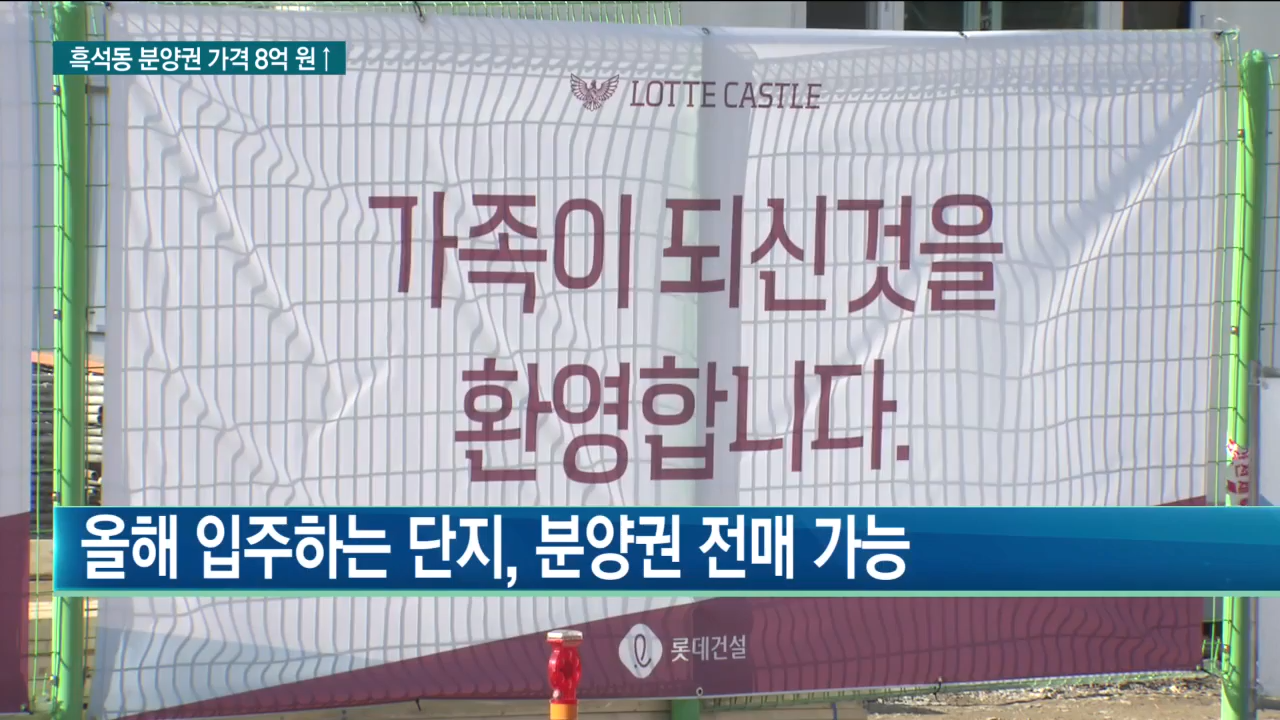 흑석동 분양권 가격 8억 원↑
LOTTE CASTLE
가족이 되신것을
환영합니다.
올해 입주하는 단지, 분양권 전매 가능
롯데건설